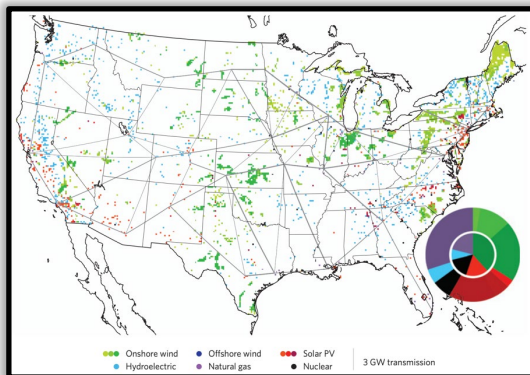 Onshore wind
Offshore wind
Solar PV
3 GW transmission
Hydroelectric
Natural gas
Nuclear